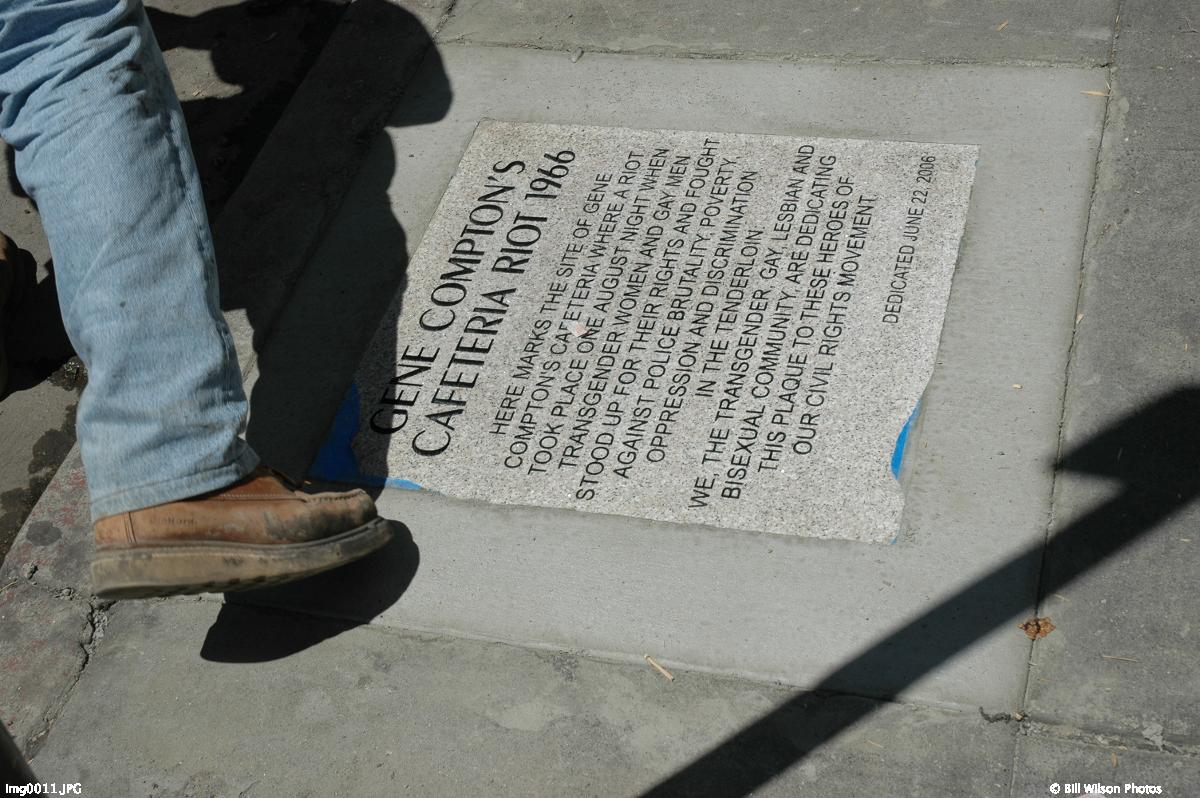 GENE COMPTON'S
CAFETERIA RIOT 1966
HERE MARKS THE SITE OF GENE
COMPTON'S CAFETERIA WHERE A RIOT
TOOK PLACE ONE AUGUST NIGHT WHEN
TRANSGENDER WOMEN AND GAY MEN
STOOD UP FOR THEIR RIGHTS AND FOUGHT
AGAINST POLICE BRUTALITY, POVERTY,
OPPRESSION AND DISCRIMINATION
IN THE TENDERLOIN
WE, THE TRANSGENDER, GAY, LESBIAN AND
BISEXUAL COMMUNITY, ARE DEDICATING
THIS PLAQUE TO THESE HEROES OF
OUR CIVIL RIGHTS MOVEMENT
DEDICATED JUNE 22, 2006
Img0011.JPG
© Bill Wilson Photos